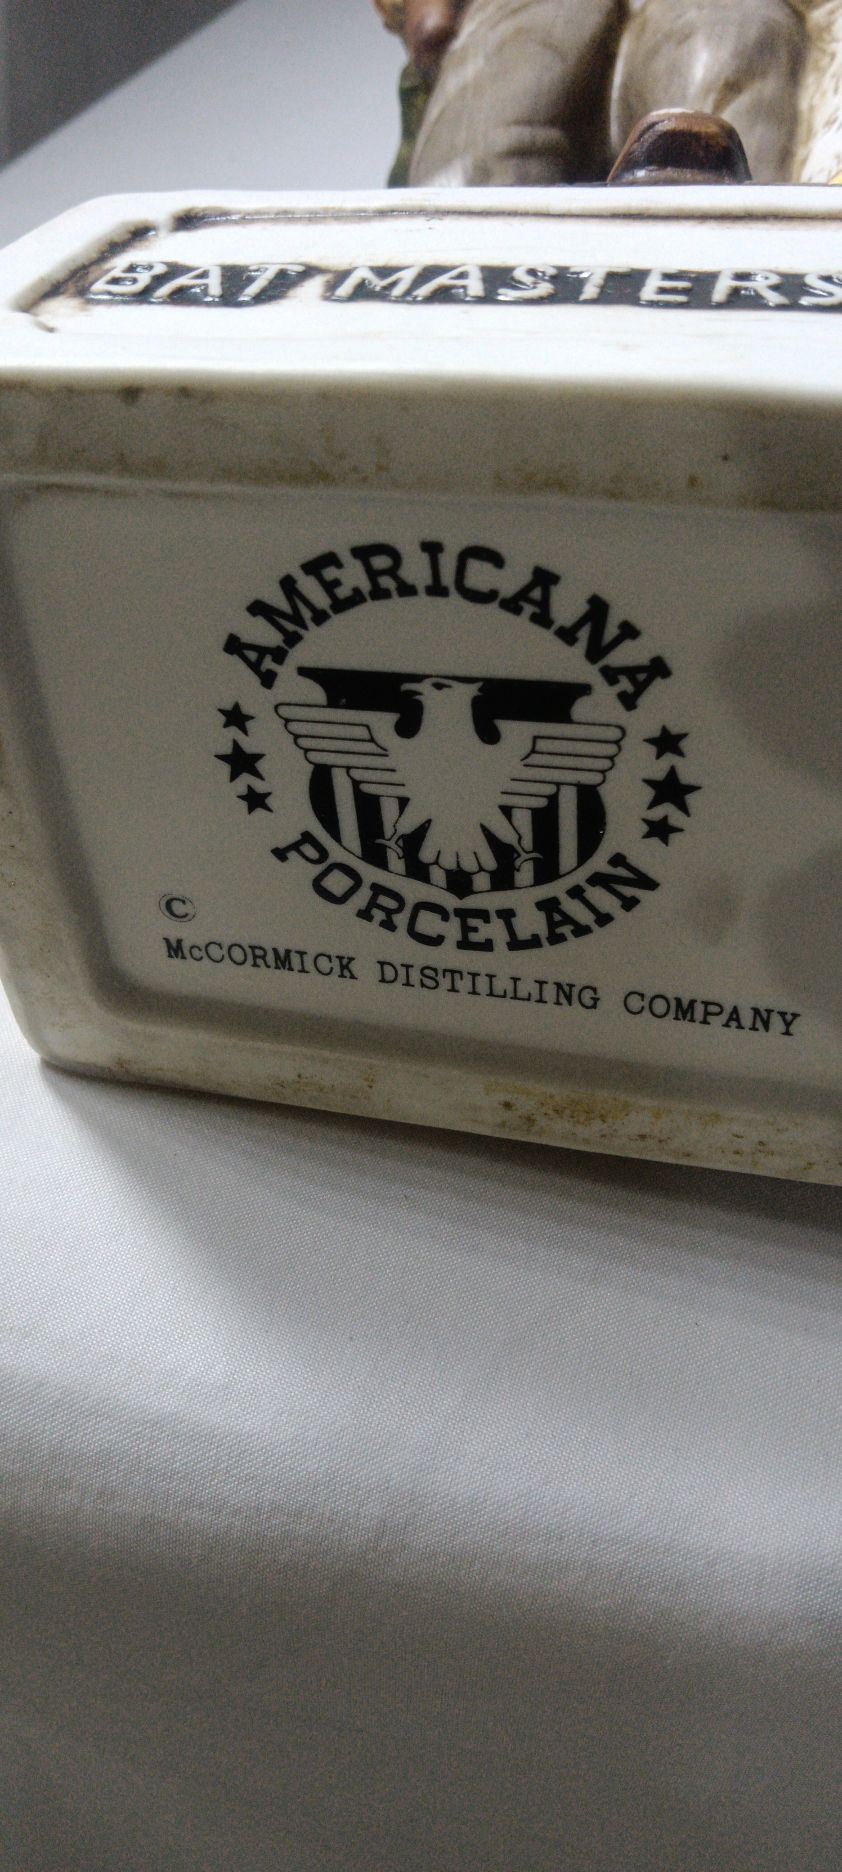 BAT MASTERS
AMERICANA
PORCELAIN
©
McCORMICK DISTILLING COMPANY